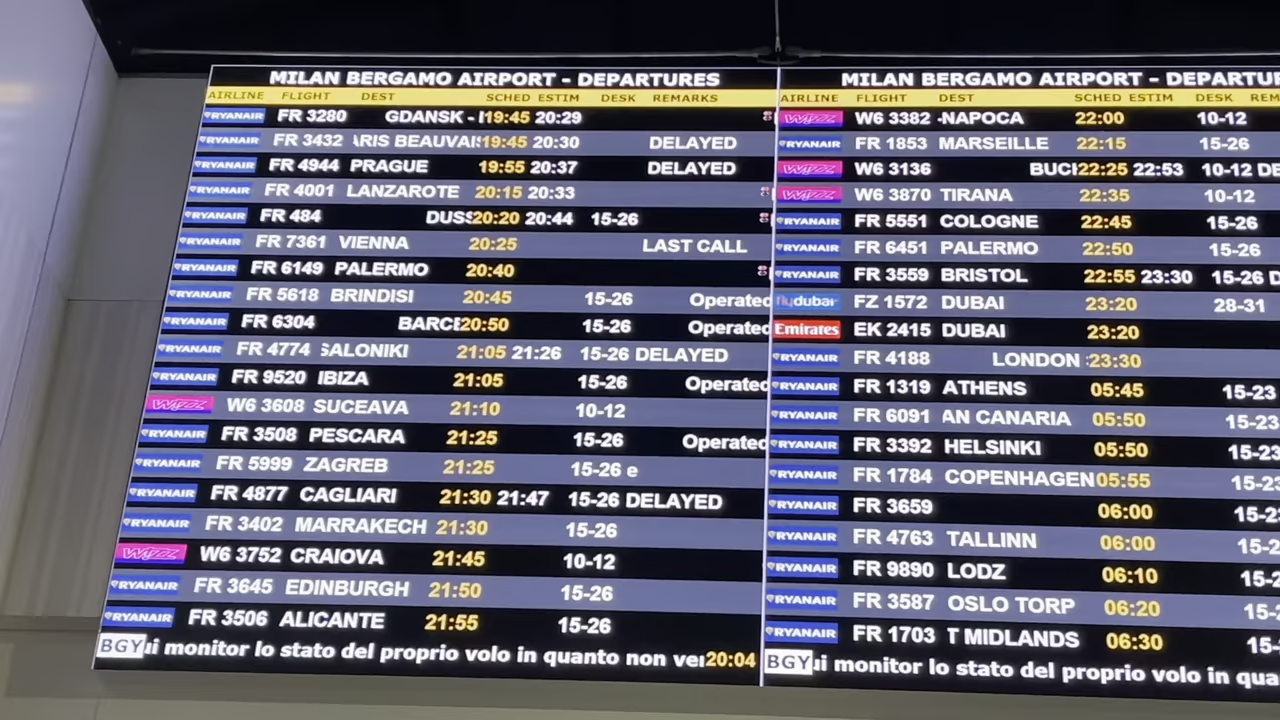 MILAN BERGAMO AIRPORT - DEPARTURES
AIRLINE FLIGHT DEST SCHED ESTIM DESK REMARKS
RYANAIR FR 3280 GDANSK - 19:45 20:29
RYANAIR FR 3432 ARIS BEAUVAIS 19:45 20:30 DELAYED
RYANAIR FR 4944 PRAGUE 19:55 20:37 DELAYED
RYANAIR FR 4001 LANZAROTE 20:15 20:33
RYANAIR FR 484 DUSS 20:20 20:44 15-26
RYANAIR FR 7361 VIENNA 20:25 LAST CALL
RYANAIR FR 6149 PALERMO 20:40
RYANAIR FR 5618 BRINDISI 20:45 15-26 Operated
RYANAIR FR 6304 BARCE 20:50 15-26 Operated
RYANAIR FR 4774 SALONIKI 21:05 21:26 15-26 DELAYED
RYANAIR FR 9520 IBIZA 21:05 15-26 Operated
WIZZ W6 3608 SUCEAVA 21:10 10-12
RYANAIR FR 3508 PESCARA 21:25 15-26 Operated
RYANAIR FR 5999 ZAGREB 21:25 15-26 e
RYANAIR FR 4877 CAGLIARI 21:30 21:47 15-26 DELAYED
RYANAIR FR 3402 MARRAKECH 21:30 15-26
WIZZ W6 3752 CRAIOVA 21:45 10-12
RYANAIR FR 3645 EDINBURGH 21:50 15-26
RYANAIR FR 3506 ALICANTE 21:55 15-26
BGY ui monitor lo stato del proprio volo in quanto non ver 20:04
MILAN BERGAMO AIRPORT - DEPARTUR
AIRLINE FLIGHT DEST SCHED ESTIM DESK REM
WIZZ W6 3382 -NAPOCA 22:00 10-12
RYANAIR FR 1853 MARSEILLE 22:15 15-26
WIZZ W6 3136 BUC 22:25 22:53 10-12 DE
WIZZ W6 3870 TIRANA 22:35 10-12
RYANAIR FR 5551 COLOGNE 22:45 15-26
RYANAIR FR 6451 PALERMO 22:50 15-26
RYANAIR FR 3559 BRISTOL 22:55 23:30 15-26 D
flydubai FZ 1572 DUBAI 23:20 28-31
Emirates EK 2415 DUBAI 23:20
RYANAIR FR 4188 LONDON 23:30
RYANAIR FR 1319 ATHENS 05:45 15-23
RYANAIR FR 6091 AN CANARIA 05:50 15-23
RYANAIR FR 3392 HELSINKI 05:50 15-23
RYANAIR FR 1784 COPENHAGEN 05:55 15-23
RYANAIR FR 3659 06:00 15-2
RYANAIR FR 4763 TALLINN 06:00 15-2
RYANAIR FR 9890 LODZ 06:10 15-2
RYANAIR FR 3587 OSLO TORP 06:20 15-
RYANAIR FR 1703 T MIDLANDS 06:30 15-
BGY ui monitor lo stato del proprio volo in qua